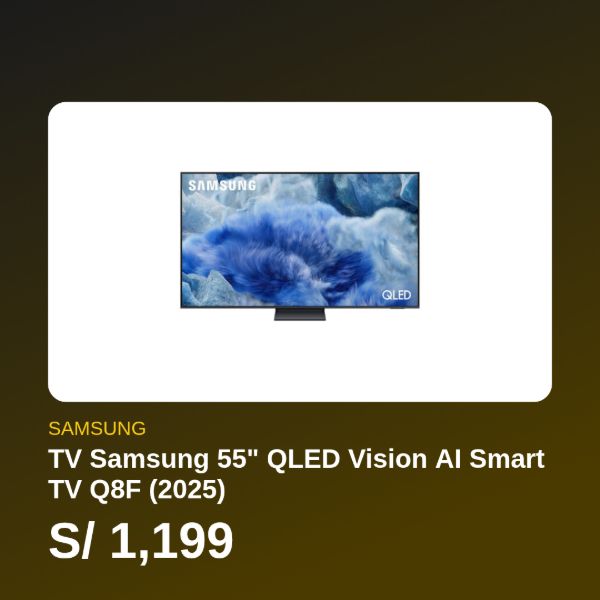 SAMSUNG
QLED
SAMSUNG
TV Samsung 55" QLED Vision AI Smart
TV Q8F (2025)
S/ 1,199